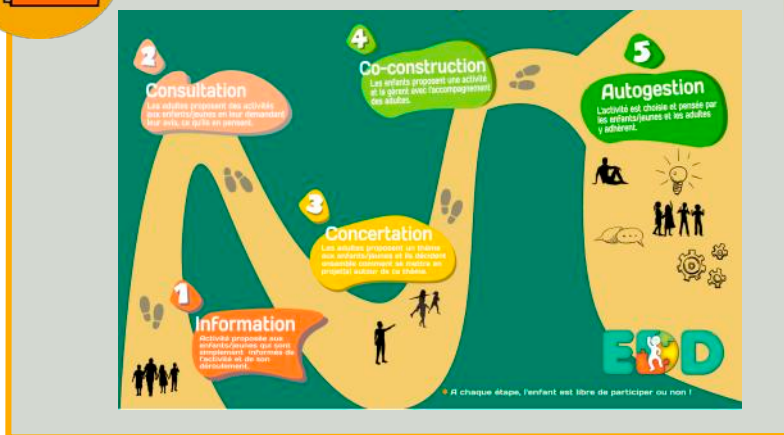 1
Information
Activité proposée aux
enfants/jeunes qui sont
simplement informés de
l'activité et de son
déroulement.
2
Consultation
Les adultes proposent des activités
aux enfants/jeunes en leur demandant
leur avis, ce qu'ils en pensent.
3
Concertation
Les adultes proposent un thème
aux enfants/jeunes et ils décident
ensemble comment se mettre en
projet(s) autour de ce thème.
4
Co-construction
Les enfants proposent une activité
et la gèrent avec l'accompagnement
des adultes.
5
Autogestion
L'activité est choisie et pensée par
les enfants/jeunes et les adultes
y adhèrent.
EDD
A chaque étape, l'enfant est libre de participer ou non !